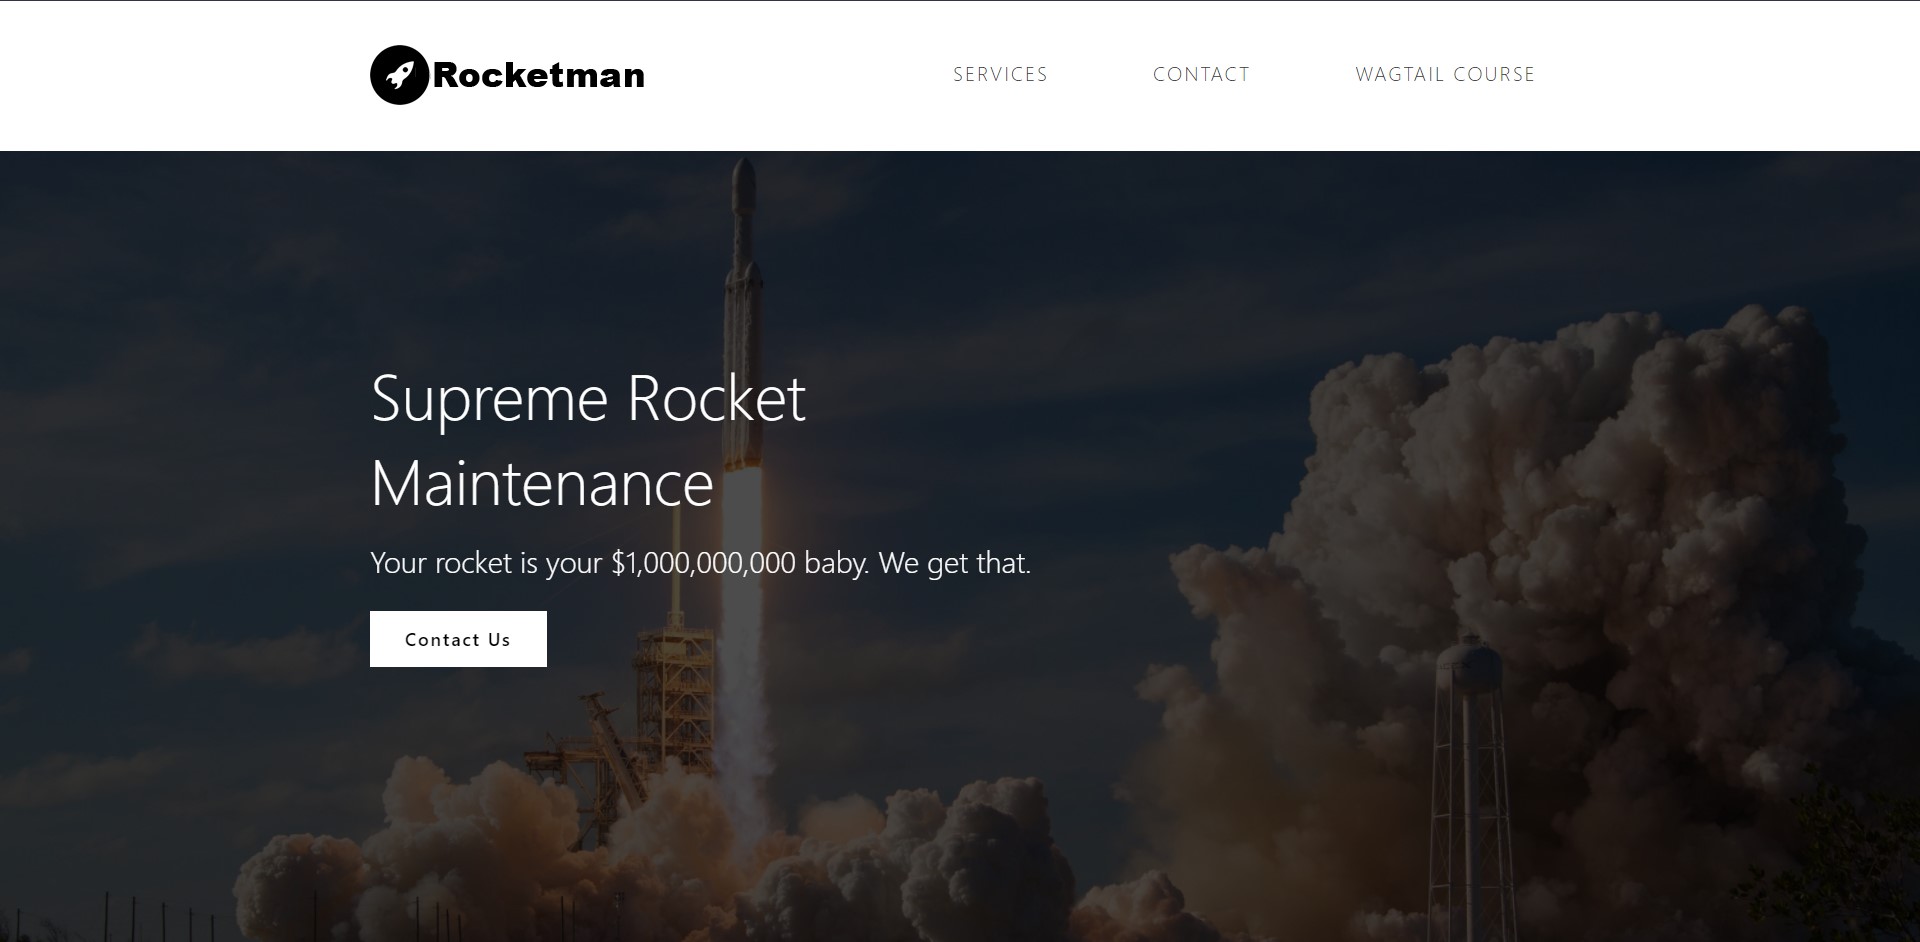 Rocketman
SERVICES
CONTACT
WAGTAIL COURSE
Supreme Rocket
Maintenance
Your rocket is your $1,000,000,000 baby. We get that.
Contact Us